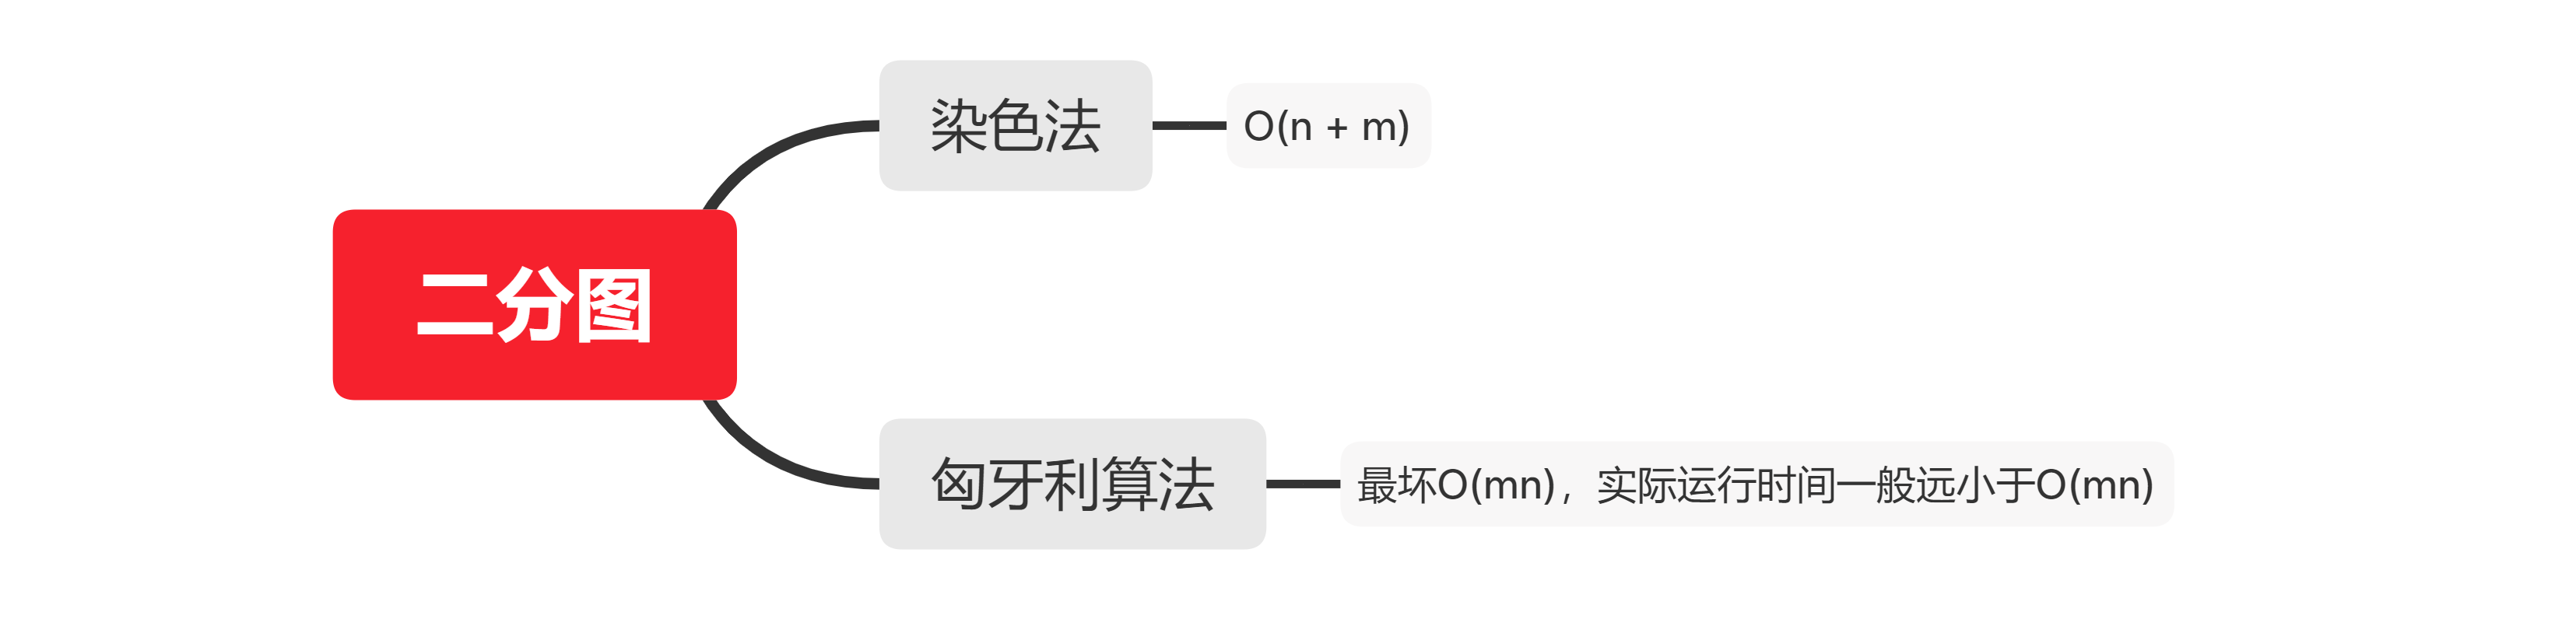 染色法
O(n + m)
二分图
匈牙利算法
最坏O(mn)，实际运行时间一般远小于O(mn)